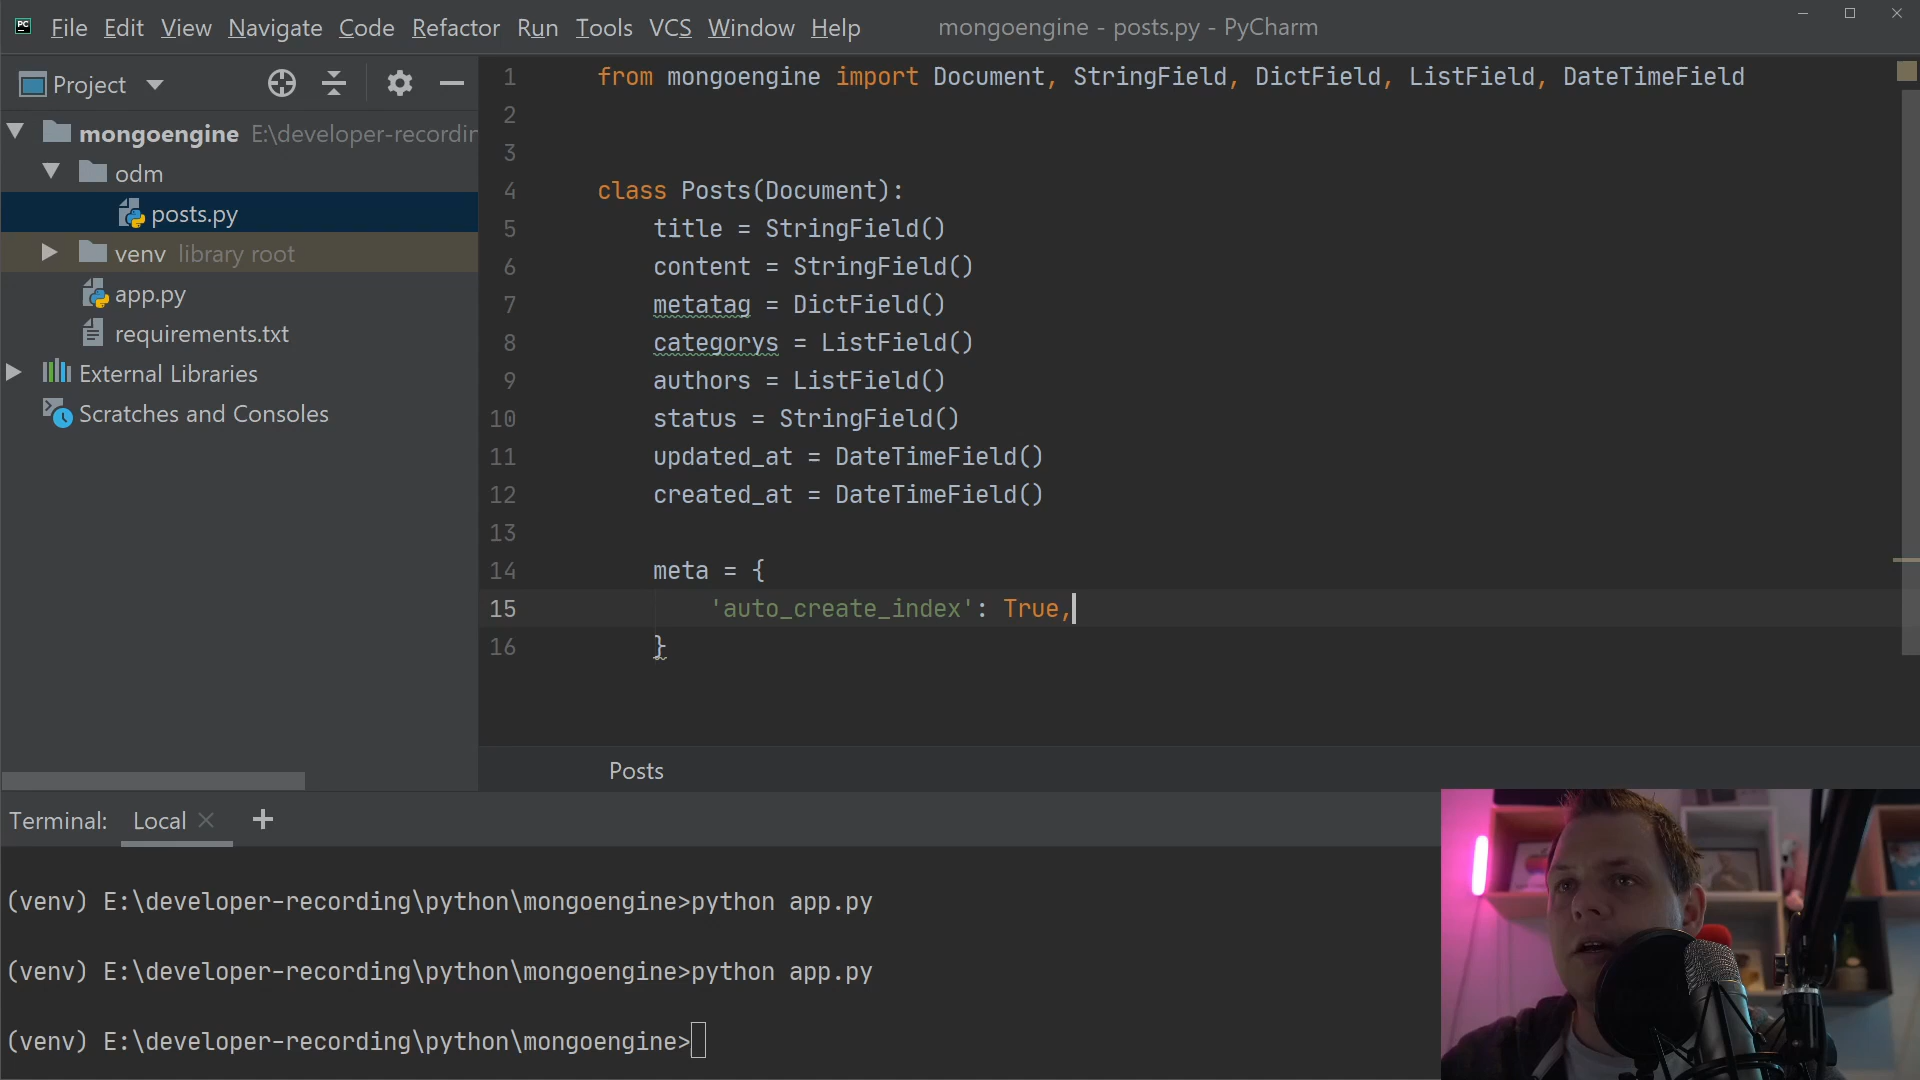 PC File Edit View Navigate Code Refactor Run Tools VCS Window Help mongoengine - posts.py - PyCharm
Project
mongoengine E:\developer-recordin
odm
posts.py
venv library root
app.py
requirements.txt
External Libraries
Scratches and Consoles
1 from mongoengine import Document, StringField, DictField, ListField, DateTimeField
2
3
4 class Posts(Document):
5 title = StringField()
6 content = StringField()
7 metatag = DictField()
8 categorys = ListField()
9 authors = ListField()
10 status = StringField()
11 updated_at = DateTimeField()
12 created_at = DateTimeField()
13
14 meta = {
15 'auto_create_index': True,
16 }
Posts
Terminal: Local
(venv) E:\developer-recording\python\mongoengine>python app.py
(venv) E:\developer-recording\python\mongoengine>python app.py
(venv) E:\developer-recording\python\mongoengine>